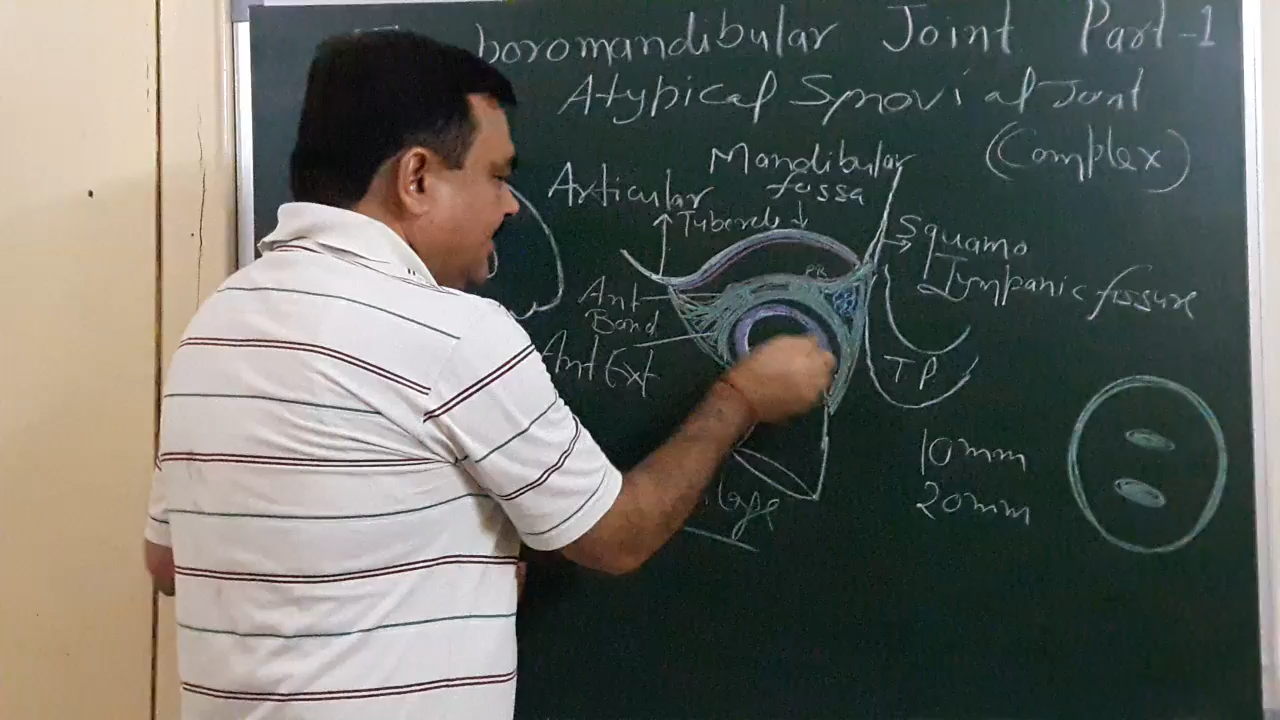 boromandibular Joint Part-1
Atypical Synovial Joint
(Complex)
Mandibular
fossa
Articular
Tubercle
Squamo
Tympanic fissure
Ant
Band
Ant Ext
PB
T.P.
10mm
20mm